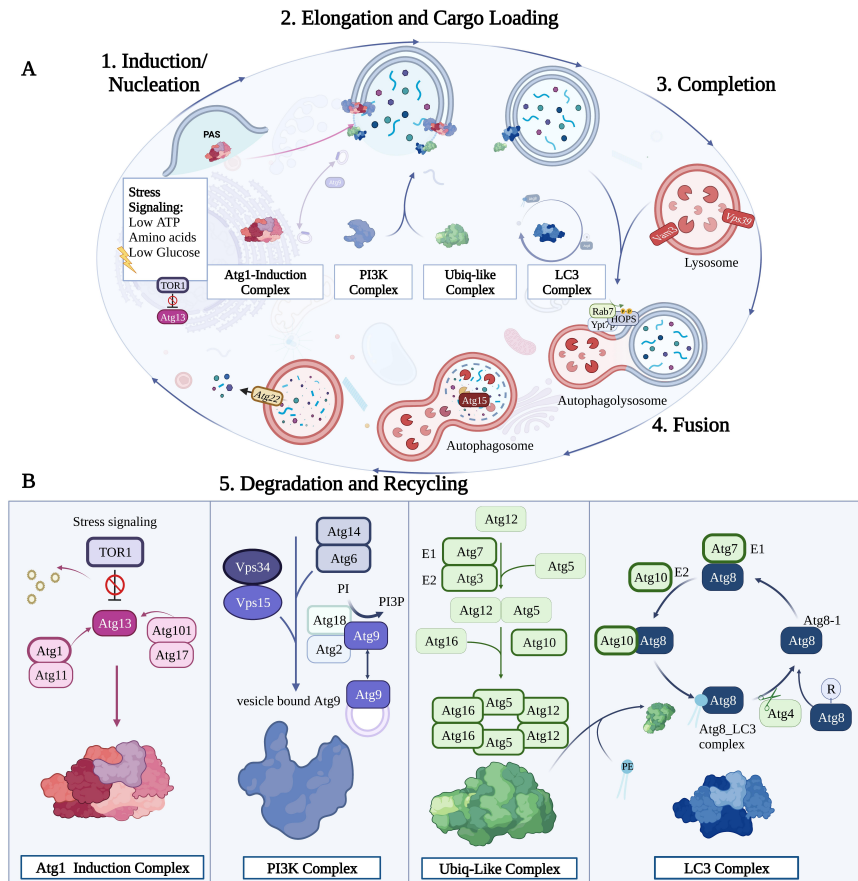 2. Elongation and Cargo Loading
A
1. Induction/
Nucleation
3. Completion
PAS
Stress
Signaling:
Low ATP
Amino acids
Low Glucose
TOR1
Atg13
Atg9
Atg1-Induction
Complex
PI3K
Complex
Ubiq-like
Complex
LC3
Complex
Vam3
Vps39
Lysosome
Rab7
Ypt7p
HOPS
Autophagolysosome
4. Fusion
Atg15
Autophagosome
Atg22
B
5. Degradation and Recycling
Stress signaling
TOR1
Atg13
Atg1
Atg11
Atg101
Atg17
Atg1 Induction Complex
Vps34
Vps15
Atg14
Atg6
PI
PI3P
Atg18
Atg2
Atg9
Atg9
vesicle bound Atg9
PI3K Complex
Atg12
E1
Atg7
E2
Atg3
Atg5
Atg12
Atg5
Atg16
Atg10
Atg16
Atg5
Atg12
Atg16
Atg5
Atg12
Ubiq-Like Complex
PE
Atg7
E1
Atg8
Atg10
E2
Atg10
Atg8
Atg8-1
Atg8
Atg8
Atg8_LC3
complex
Atg4
R
Atg8
LC3 Complex